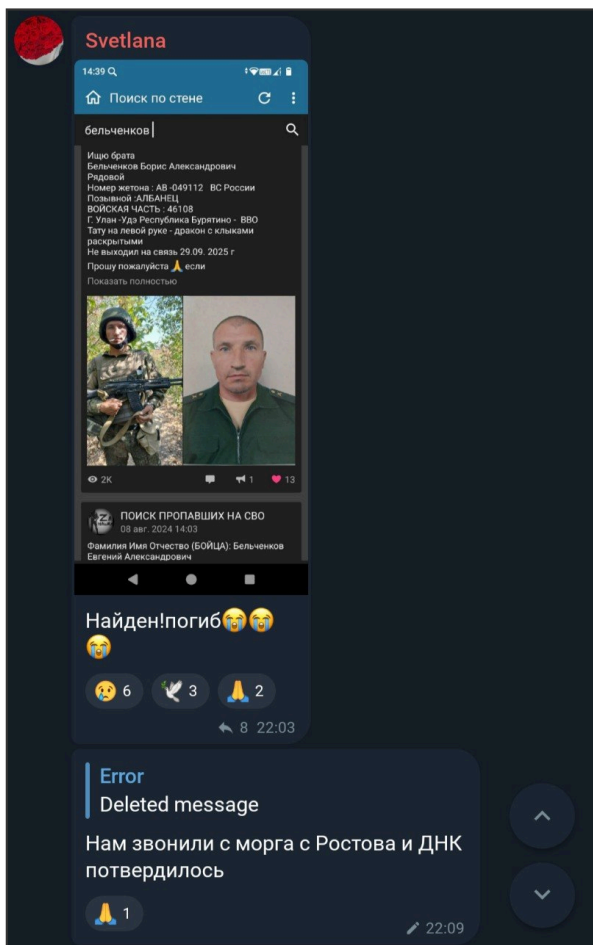 Svetlana
14:39
Поиск по стене
бельченков
Ищю брата
Бельченков Борис Александрович
Рядовой
Номер жетона : АВ -049112 ВС России
Позывной :АЛБАНЕЦ
ВОЙСКАЯ ЧАСТЬ : 46108
Г. Улан -Удэ Республика Бурятино - ВВО
Тату на левой руке - дракон с клыками
раскрытыми
Не выходил на связь 29.09. 2025 г
Прошу пожалуйста 🙏 если
Показать полностью
2K
1
13
ПОИСК ПРОПАВШИХ НА СВО
08 авг. 2024 14:03
Фамилия Имя Отчество (БОЙЦА): Бельченков
Евгений Александрович
Найден!погиб😭😭
😭
😢 6 🕊 3 🙏 2
8 22:03
Error
Deleted message
Нам звонили с морга с Ростова и ДНК
потвердилось
🙏 1
22:09